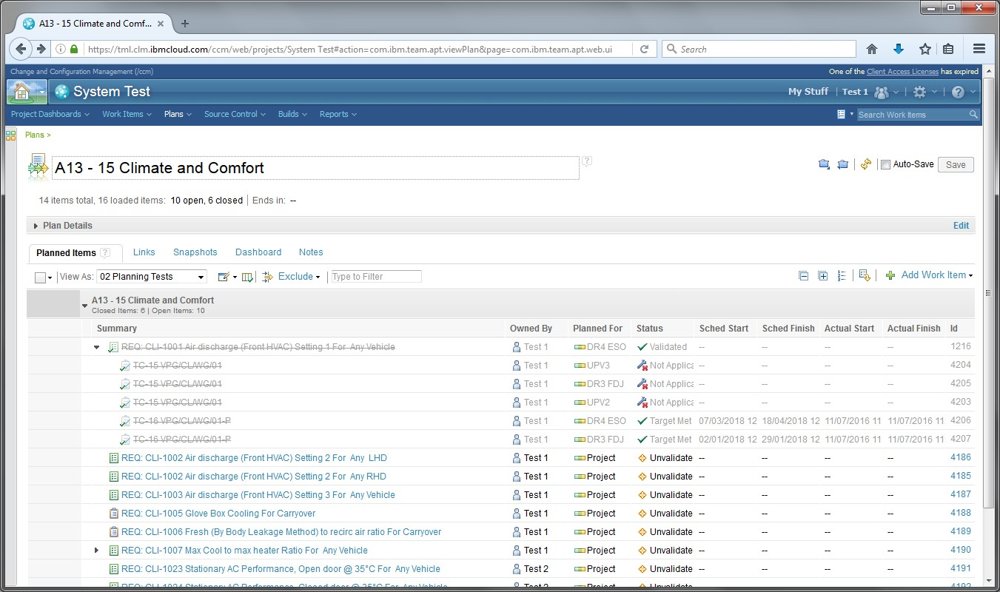 A13 - 15 Climate and Comf...
https://tml.clm.ibmcloud.com/ccm/web/projects/System Test#action=com.ibm.team.apt.viewPlan&page=com.ibm.team.apt.web.ui
Search
Change and Configuration Management (/ccm)
One of the Client Access Licenses has expired
System Test
My Stuff | Test 1
Project Dashboards Work Items Plans Source Control Builds Reports
Search Work Items
Plans >
A13 - 15 Climate and Comfort
?
Auto-Save Save
14 items total, 16 loaded items: 10 open, 6 closed | Ends in: --
Plan Details Edit
Planned Items ? Links Snapshots Dashboard Notes
View As: 02 Planning Tests Exclude Type to Filter Add Work Item
A13 - 15 Climate and Comfort
Closed Items: 6 | Open Items: 10
Summary Owned By Planned For Status Sched Start Sched Finish Actual Start Actual Finish Id
REQ: CLI-1001 Air discharge (Front HVAC) Setting 1 For Any Vehicle Test 1 DR4 ESO Validated -- -- -- -- 1216
TC-15 VPG/CL/WG/01 Test 1 UPV3 Not Applica -- -- -- -- 4204
TC-15 VPG/CL/WG/01 Test 1 DR3 FDJ Not Applica -- -- -- -- 4205
TC-15 VPG/CL/WG/01 Test 1 UPV2 Not Applica -- -- -- -- 4203
TC-16 VPG/CL/WG/01-P Test 1 DR4 ESO Target Met 07/03/2018 12 18/04/2018 12 11/07/2016 11 11/07/2016 11 4206
TC-16 VPG/CL/WG/01-P Test 1 DR3 FDJ Target Met 02/01/2018 12 29/01/2018 12 11/07/2016 11 11/07/2016 11 4207
REQ: CLI-1002 Air discharge (Front HVAC) Setting 2 For Any LHD Test 1 Project Unvalidate -- -- -- -- 4186
REQ: CLI-1002 Air discharge (Front HVAC) Setting 2 For Any RHD Test 1 Project Unvalidate -- -- -- -- 4185
REQ: CLI-1003 Air discharge (Front HVAC) Setting 3 For Any Vehicle Test 1 Project Unvalidate -- -- -- -- 4187
REQ: CLI-1005 Glove Box Cooling For Carryover Test 1 Project Unvalidate -- -- -- -- 4188
REQ: CLI-1006 Fresh (By Body Leakage Method) to recirc air ratio For Carryover Test 1 Project Unvalidate -- -- -- -- 4189
REQ: CLI-1007 Max Cool to max heater Ratio For Any Vehicle Test 1 Project Unvalidate -- -- -- -- 4190
REQ: CLI-1023 Stationary AC Performance, Open door @ 35°C For Any Vehicle Test 2 Project Unvalidate -- -- -- -- 4191
REQ: CLI-1024 Stationary AC Performance, Closed door @ 35°C For Any Vehicle Test 2 Project Unvalidate -- -- -- -- 4192